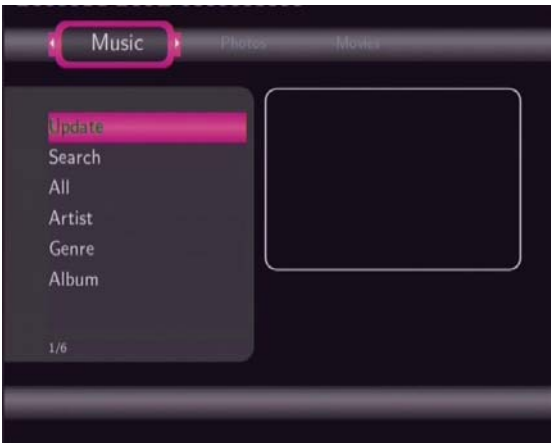 Music Photos Movies
Update
Search
All
Artist
Genre
Album
1/6